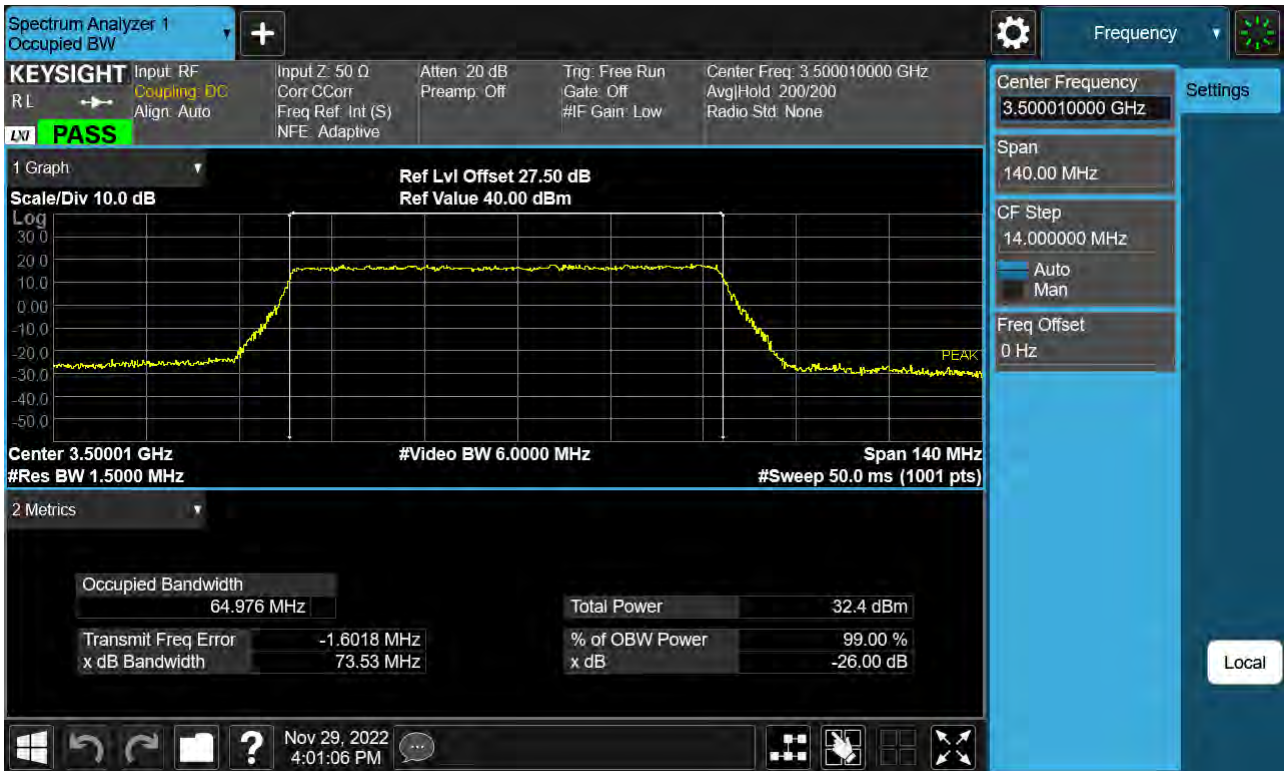 Spectrum Analyzer 1
Occupied BW
Frequency
KEYSIGHT
RL
LXI
PASS
Input: RF
Coupling: DC
Align: Auto
Input Z: 50 Ω
Corr CCorr
Freq Ref: Int (S)
NFE: Adaptive
Atten: 20 dB
Preamp: Off
Trig: Free Run
Gate: Off
#IF Gain: Low
Center Freq: 3.500010000 GHz
Avg|Hold: 200/200
Radio Std: None
Center Frequency
3.500010000 GHz
Settings
Span
140.00 MHz
CF Step
14.000000 MHz
Auto
Man
Freq Offset
0 Hz
1 Graph
Scale/Div 10.0 dB
Ref Lvl Offset 27.50 dB
Ref Value 40.00 dBm
Log
30.0
20.0
10.0
0.00
-10.0
-20.0
-30.0
-40.0
-50.0
PEAK
Center 3.50001 GHz
#Video BW 6.0000 MHz
Span 140 MHz
#Res BW 1.5000 MHz
#Sweep 50.0 ms (1001 pts)
2 Metrics
Occupied Bandwidth
64.976 MHz
Total Power 32.4 dBm
Transmit Freq Error -1.6018 MHz
% of OBW Power 99.00 %
x dB Bandwidth 73.53 MHz
x dB -26.00 dB
Local
?
Nov 29, 2022
4:01:06 PM